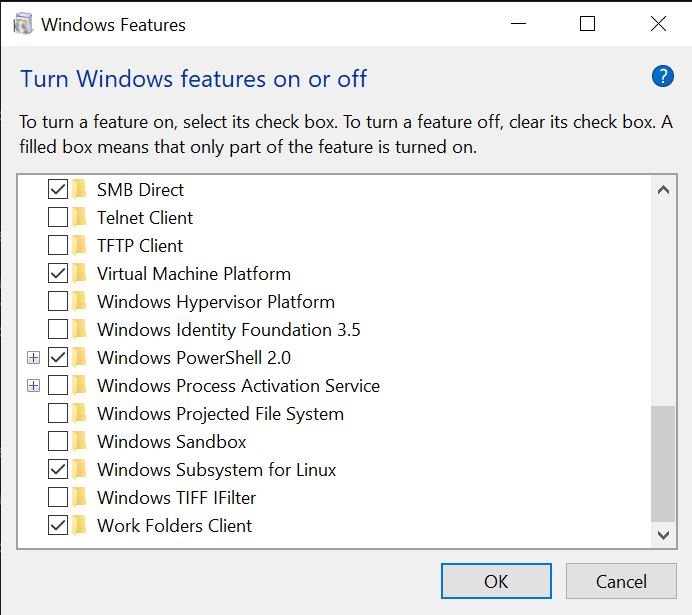 Windows Features
Turn Windows features on or off
?
To turn a feature on, select its check box. To turn a feature off, clear its check box. A
filled box means that only part of the feature is turned on.
SMB Direct
Telnet Client
TFTP Client
Virtual Machine Platform
Windows Hypervisor Platform
Windows Identity Foundation 3.5
Windows PowerShell 2.0
Windows Process Activation Service
Windows Projected File System
Windows Sandbox
Windows Subsystem for Linux
Windows TIFF IFilter
Work Folders Client
OK
Cancel